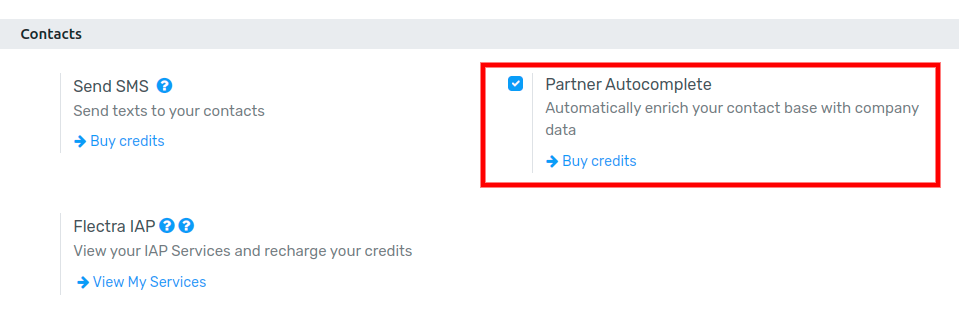 Contacts
Send SMS
Send texts to your contacts
Buy credits
Partner Autocomplete
Automatically enrich your contact base with company
data
Buy credits
Flectra IAP
View your IAP Services and recharge your credits
View My Services